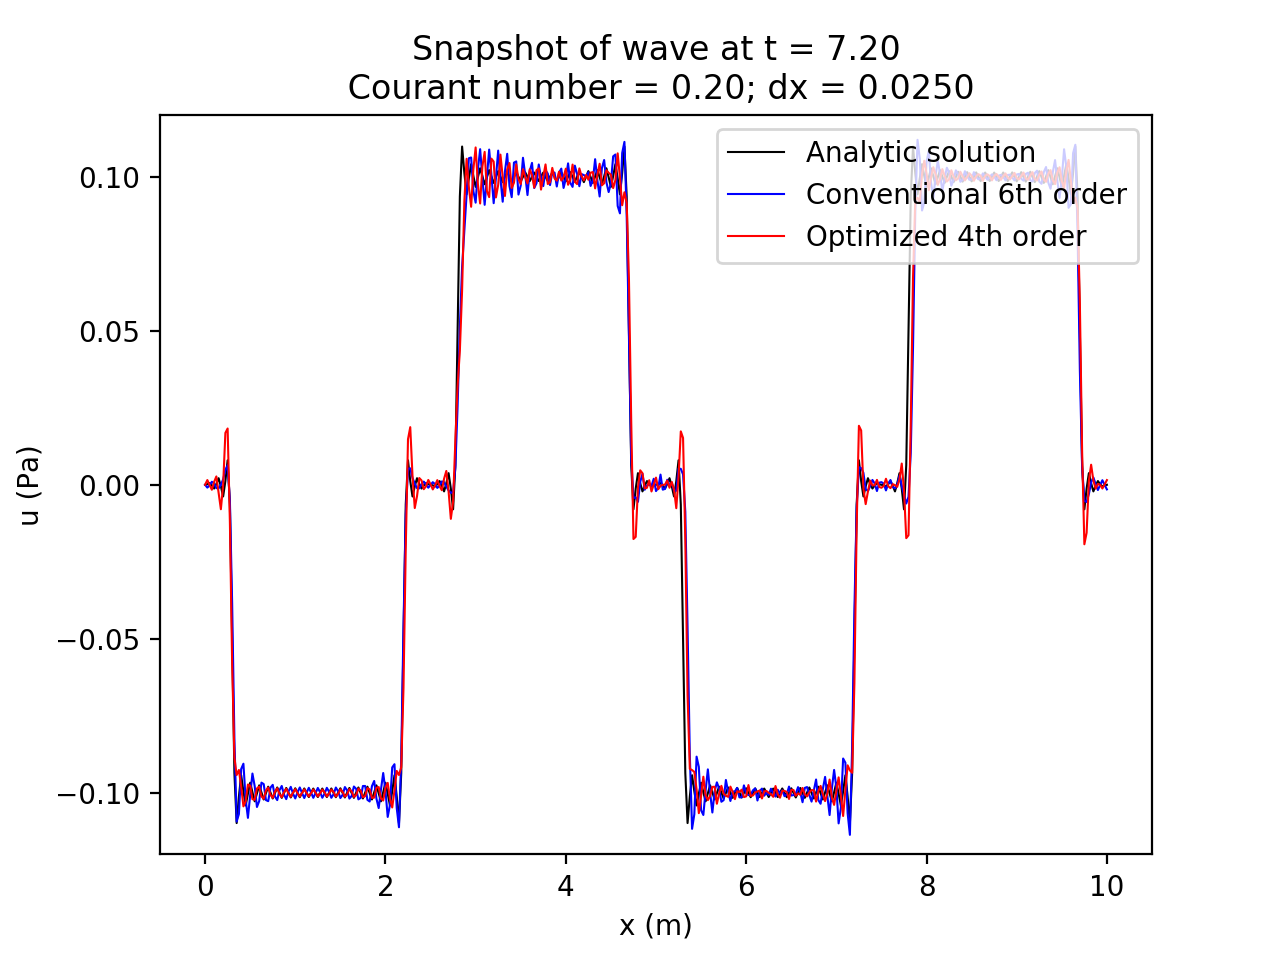 Snapshot of wave at t = 7.20
Courant number = 0.20; dx = 0.0250
Analytic solution
Conventional 6th order
Optimized 4th order
0.10
0.05
0.00
−0.05
−0.10
u (Pa)
0 2 4 6 8 10
x (m)